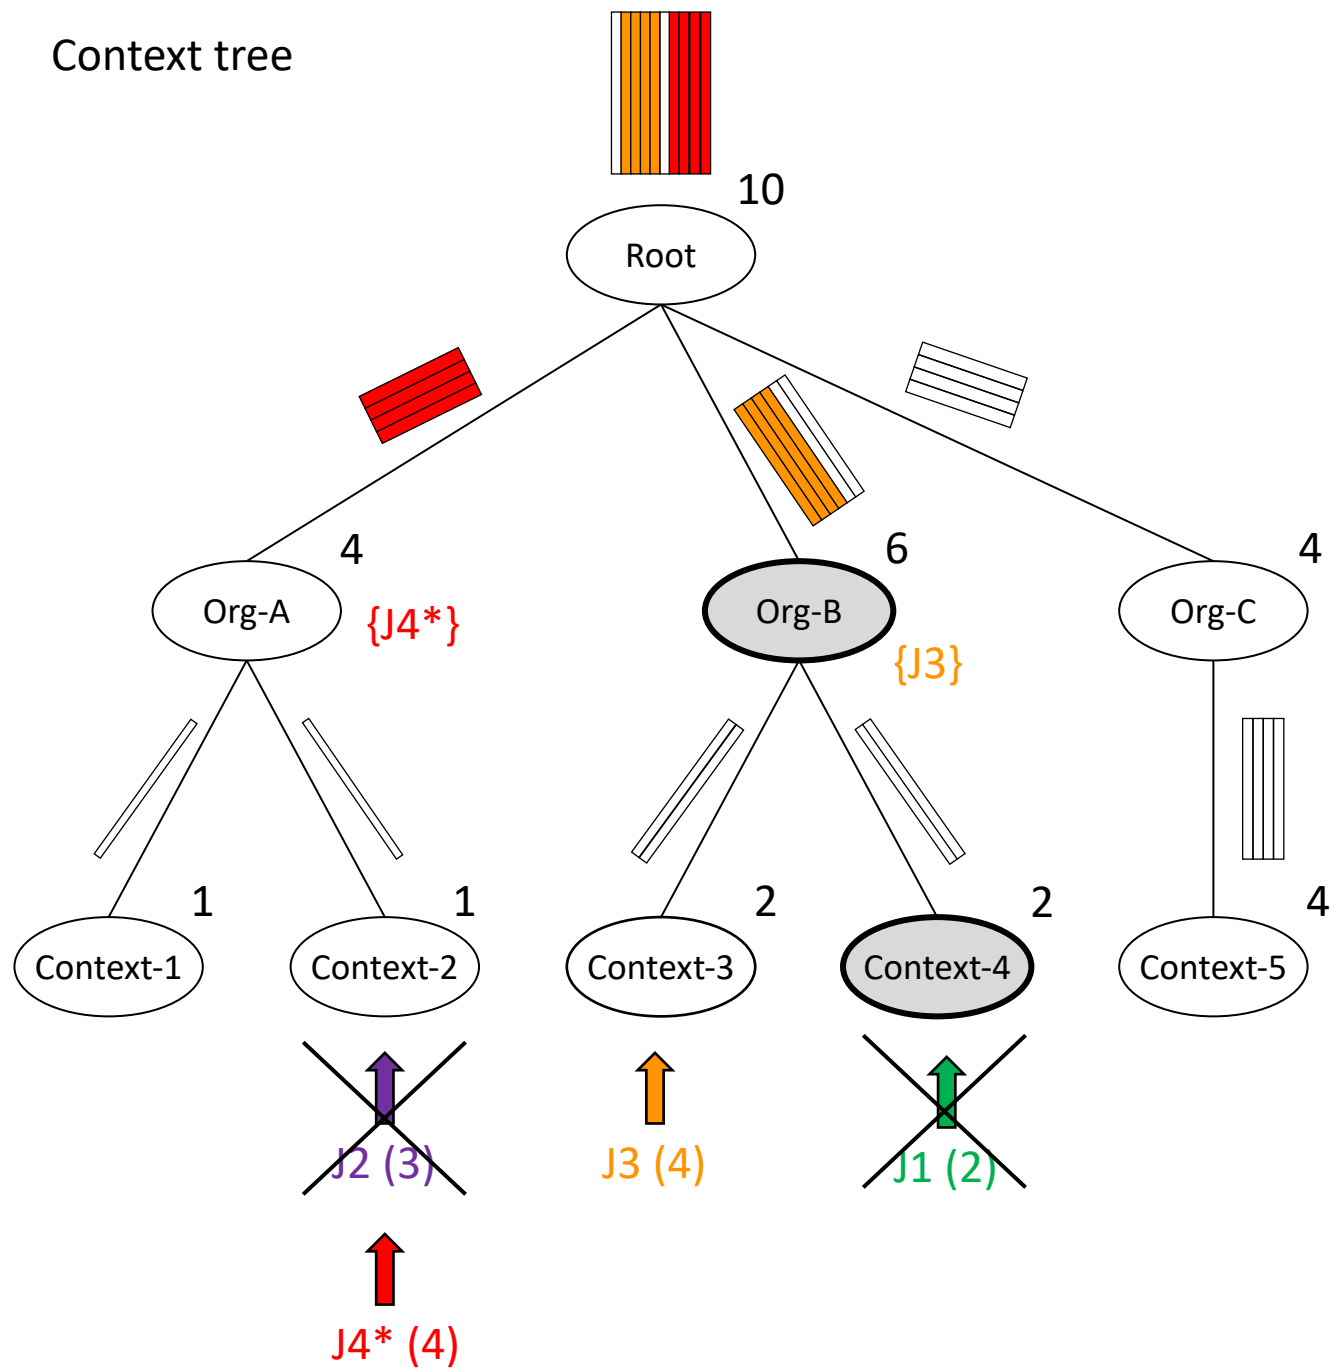 Context tree
10
Root
4
6
4
Org-A
{J4*}
Org-B
{J3}
Org-C
1
1
2
2
4
Context-1
Context-2
Context-3
Context-4
Context-5
J2 (3)
J3 (4)
J1 (2)
J4* (4)